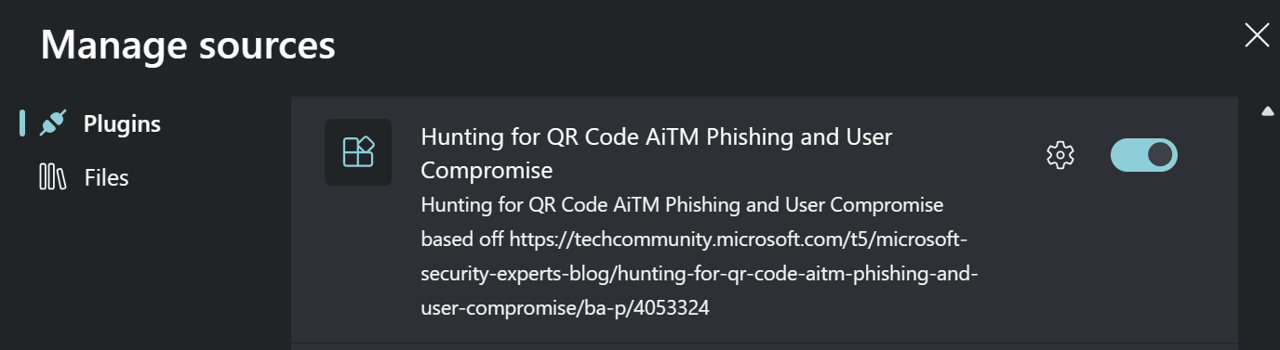 Manage sources
Plugins
Files
Hunting for QR Code AiTM Phishing and User
Compromise
Hunting for QR Code AiTM Phishing and User Compromise
based off https://techcommunity.microsoft.com/t5/microsoft-
security-experts-blog/hunting-for-qr-code-aitm-phishing-and-
user-compromise/ba-p/4053324